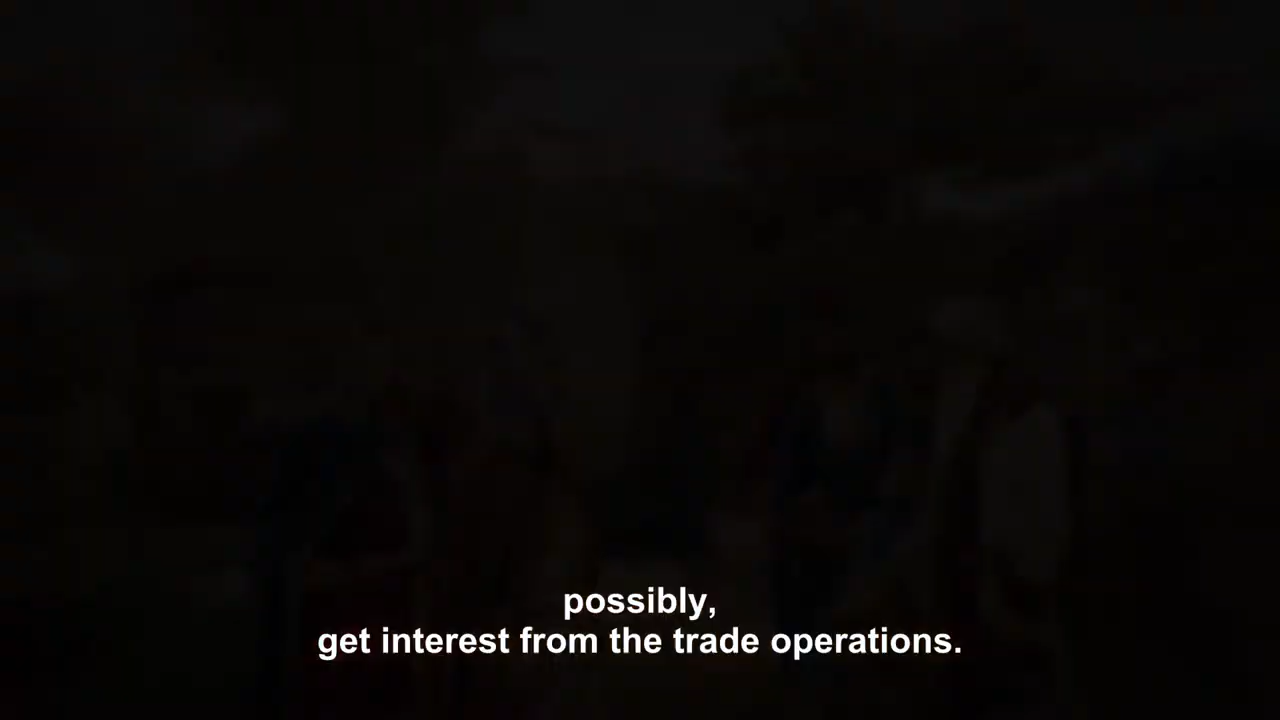 possibly,
get interest from the trade operations.